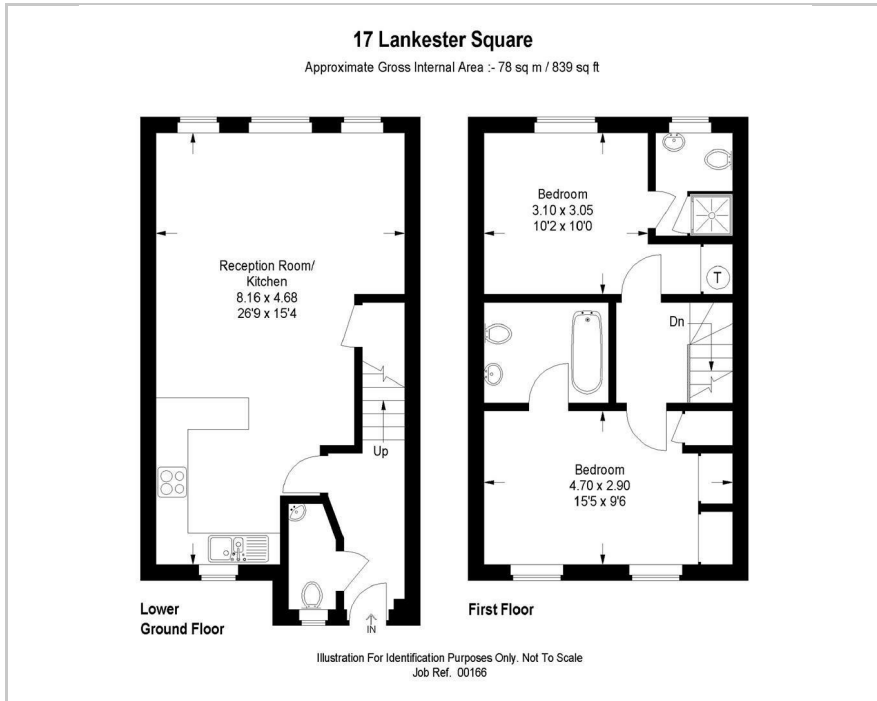 17 Lankester Square
Approximate Gross Internal Area :- 78 sq m / 839 sq ft
Reception Room/
Kitchen
8.16 x 4.68
26'9 x 15'4
Up
IN
Lower
Ground Floor
Bedroom
3.10 x 3.05
10'2 x 10'0
T
Dn
Bedroom
4.70 x 2.90
15'5 x 9'6
First Floor
Illustration For Identification Purposes Only. Not To Scale
Job Ref. 00166